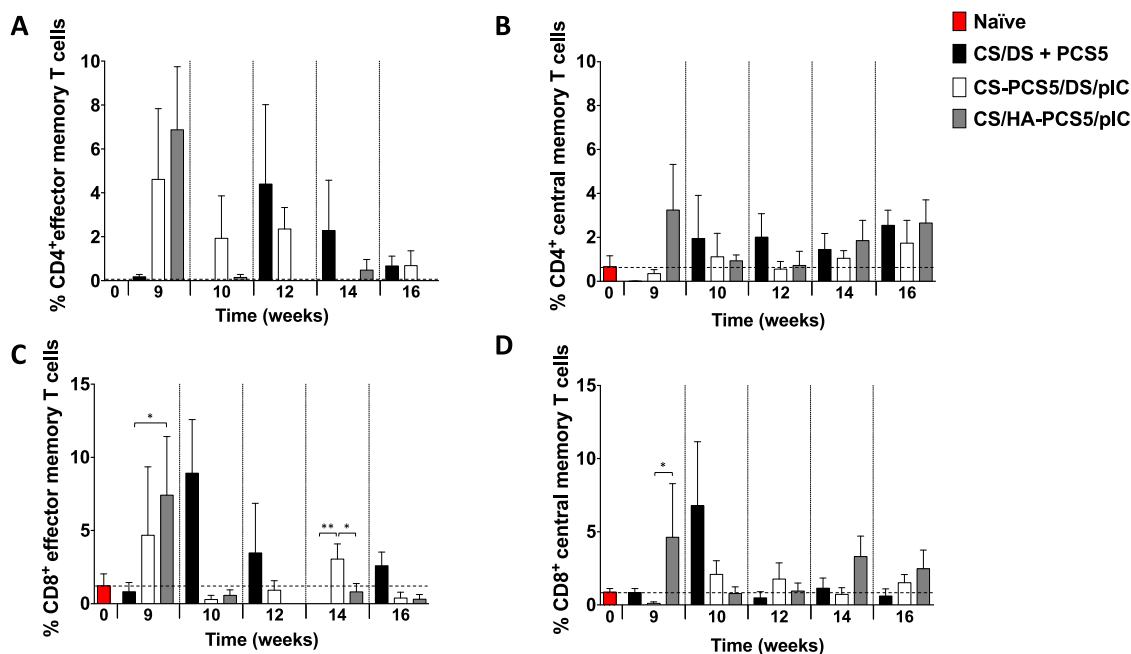 A
% CD4+effector memory T cells
10
8
6
4
2
0
0 9 10 12 14 16
Time (weeks)
B
% CD4+ central memory T cells
10
8
6
4
2
0
0 9 10 12 14 16
Time (weeks)
Naïve
CS/DS + PCS5
CS-PCS5/DS/pIC
CS/HA-PCS5/pIC
C
% CD8+ effector memory T cells
15
10
5
0
*
** *
0 9 10 12 14 16
Time (weeks)
D
% CD8+ central memory T cells
15
10
5
0
*
0 9 10 12 14 16
Time (weeks)